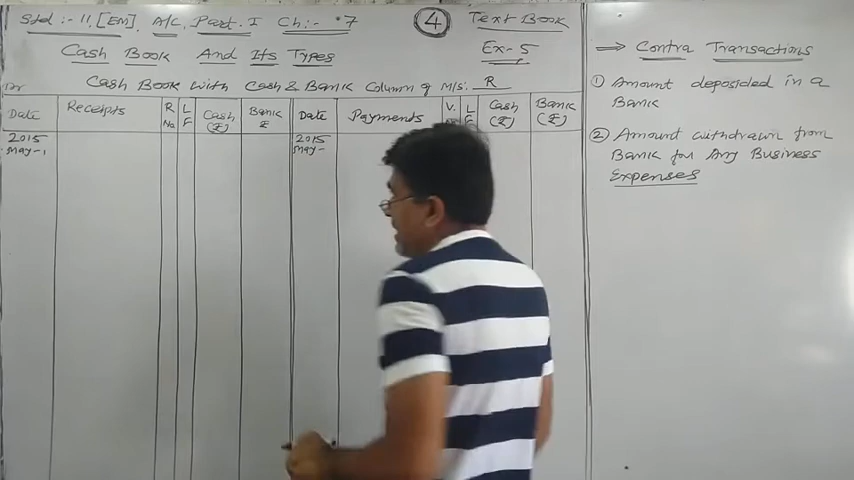 Std :- 11, [EM], A/C, Part. I Ch:- 7
4
Text Book
Cash Book And Its Types
Ex-5
Dr Cash Book with Cash & Bank Column of M/S: R
Date Receipts R No L F Cash (₹) Bank ₹ Date Payments V. L F Cash (₹) Bank (₹)
2015 2015
May-1 May-
⇒ Contra Transactions
① Amount deposided in a
Bank
② Amount withdrawn from
Bank for Any Business
Expenses